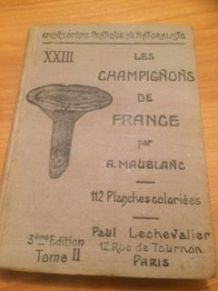 ENCYCLOPÉDIE PRATIQUE DU NATURALISTE
XXIII
LES
CHAMPIGNONS
DE
FRANCE
par
A. MAUBLANC
112 Planches coloriées
3ème Edition
Tome II
Paul Lechevalier
12 Rue de Tournon
PARIS